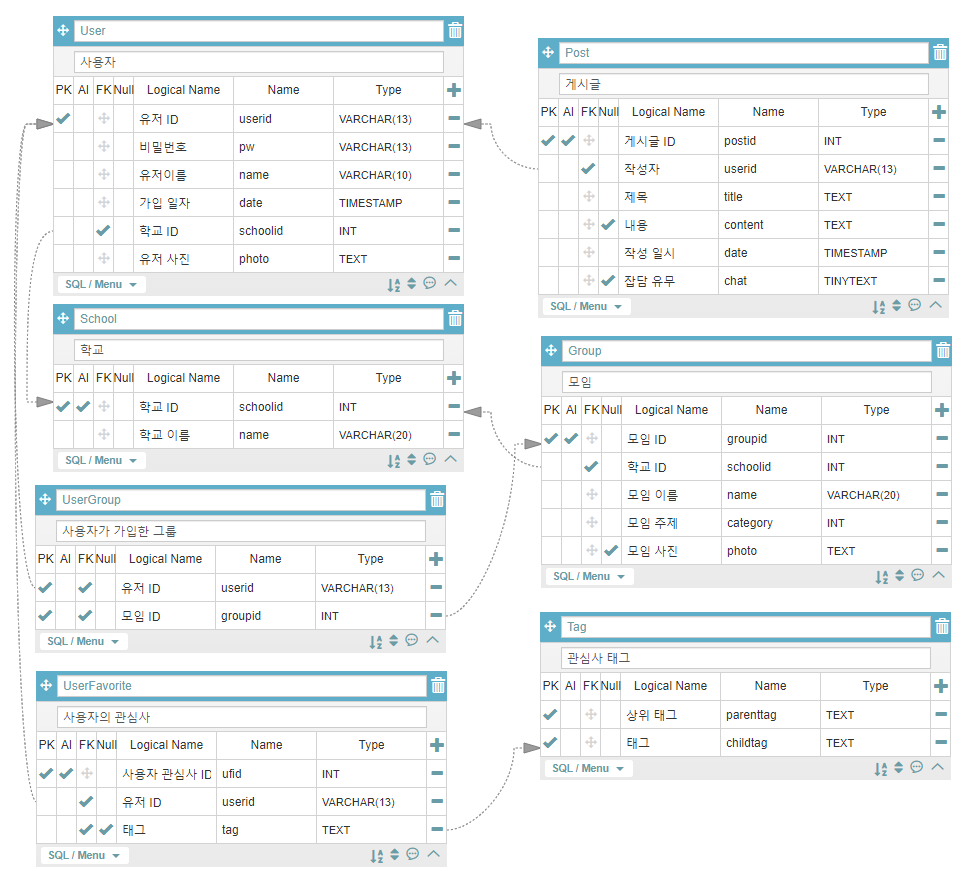 User
사용자
PK AI FK Null Logical Name Name Type
유저 ID userid VARCHAR(13)
비밀번호 pw VARCHAR(13)
유저이름 name VARCHAR(10)
가입 일자 date TIMESTAMP
학교 ID schoolid INT
유저 사진 photo TEXT
SQL / Menu
School
학교
PK AI FK Null Logical Name Name Type
학교 ID schoolid INT
학교 이름 name VARCHAR(20)
SQL / Menu
UserGroup
사용자가 가입한 그룹
PK AI FK Null Logical Name Name Type
유저 ID userid VARCHAR(13)
모임 ID groupid INT
SQL / Menu
UserFavorite
사용자의 관심사
PK AI FK Null Logical Name Name Type
사용자 관심사 ID ufid INT
유저 ID userid VARCHAR(13)
태그 tag TEXT
SQL / Menu
Post
게시글
PK AI FK Null Logical Name Name Type
게시글 ID postid INT
작성자 userid VARCHAR(13)
제목 title TEXT
내용 content TEXT
작성 일시 date TIMESTAMP
잡담 유무 chat TINYTEXT
SQL / Menu
Group
모임
PK AI FK Null Logical Name Name Type
모임 ID groupid INT
학교 ID schoolid INT
모임 이름 name VARCHAR(20)
모임 주제 category INT
모임 사진 photo TEXT
SQL / Menu
Tag
관심사 태그
PK AI FK Null Logical Name Name Type
상위 태그 parenttag TEXT
태그 childtag TEXT
SQL / Menu